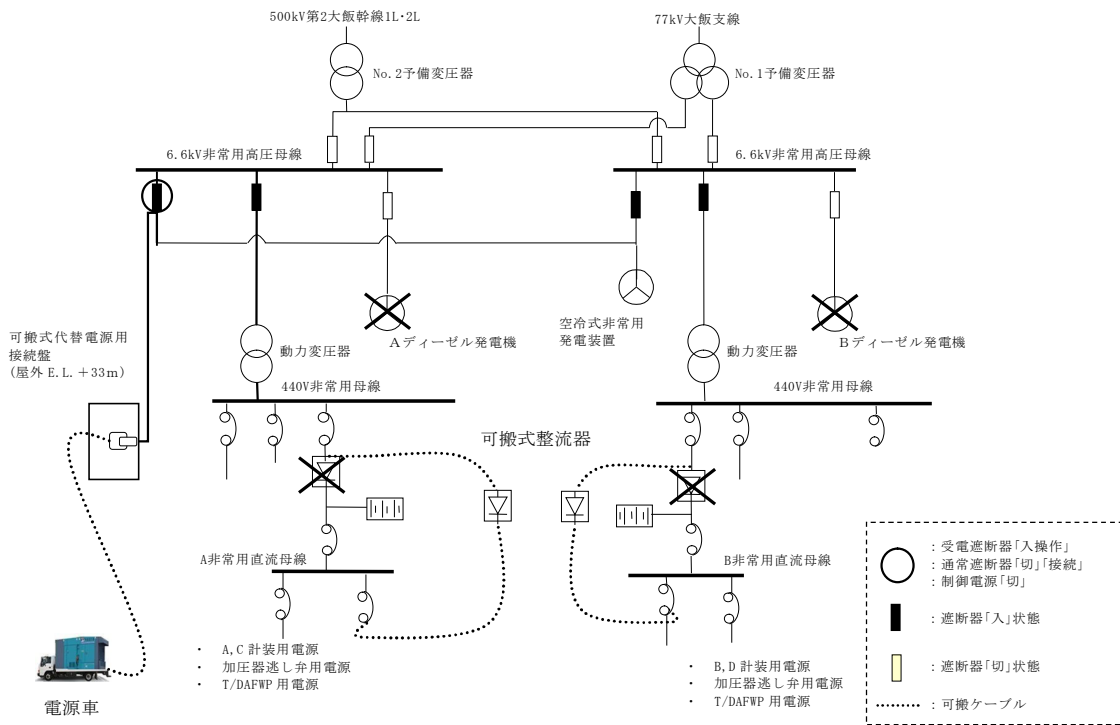 500kV第2大飯幹線1L・2L
77kV大飯支線
No.2予備変圧器
No.1予備変圧器
6.6kV非常用高圧母線
6.6kV非常用高圧母線
可搬式代替電源用
接続盤
(屋外 E.L.+33m)
Aディーゼル発電機
空冷式非常用
発電装置
Bディーゼル発電機
動力変圧器
動力変圧器
440V非常用母線
440V非常用母線
可搬式整流器
A非常用直流母線
B非常用直流母線
・ A,C 計装用電源
・ 加圧器逃し弁用電源
・ T/DAFWP 用電源
・ B,D 計装用電源
・ 加圧器逃し弁用電源
・ T/DAFWP 用電源
電源車
:受電遮断器「入操作」
:通常遮断器「切」「接続」
:制御電源「切」
:遮断器「入」状態
:遮断器「切」状態
:可搬ケーブル